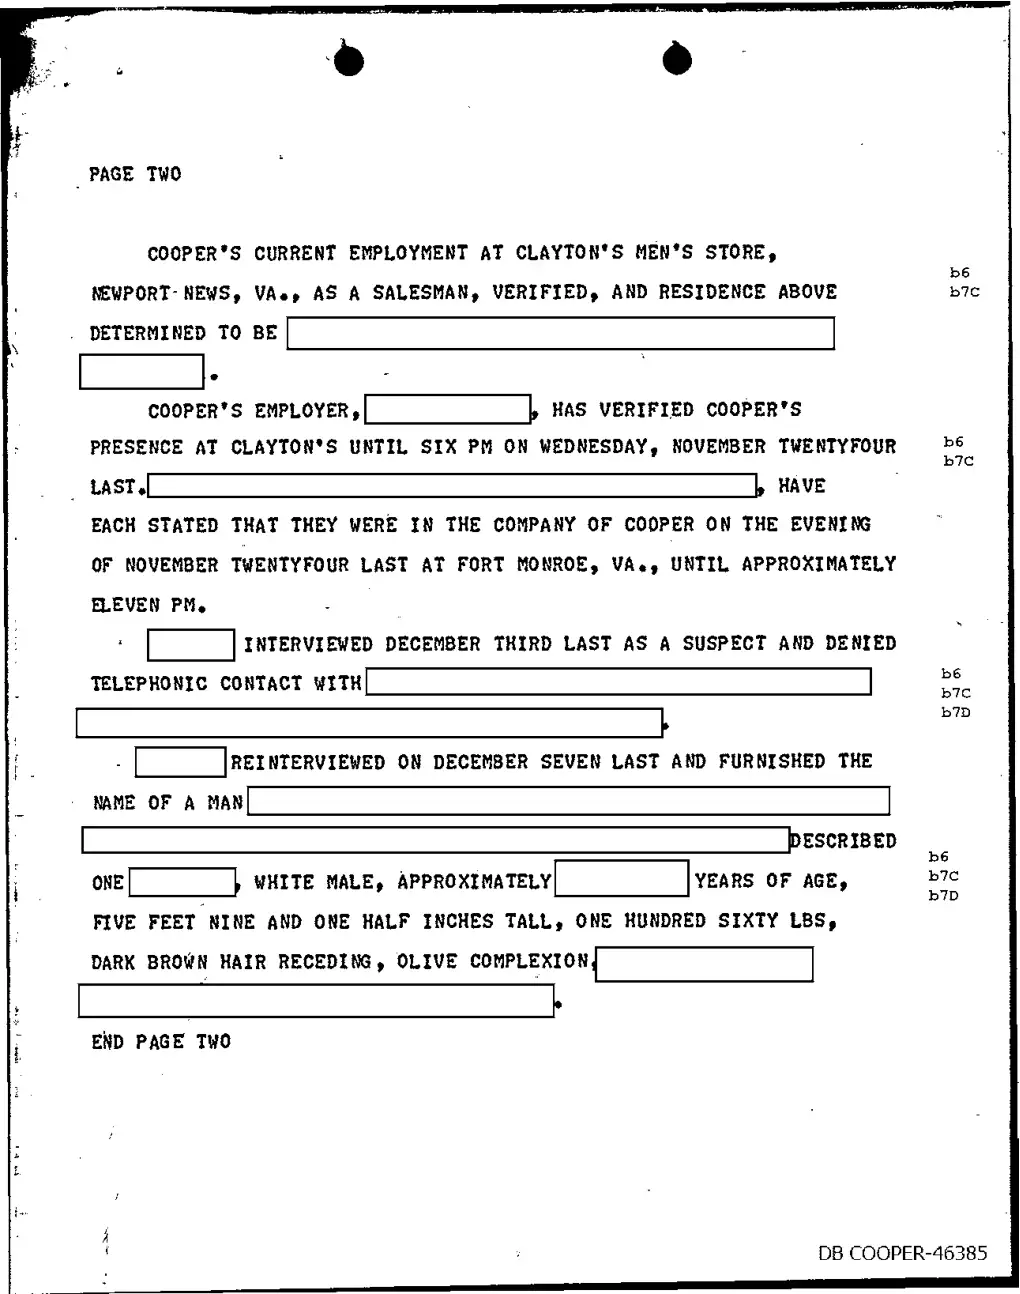 PAGE TWO
COOPER'S CURRENT EMPLOYMENT AT CLAYTON'S MEN'S STORE,
NEWPORT NEWS, VA., AS A SALESMAN, VERIFIED, AND RESIDENCE ABOVE
b6
b7C
DETERMINED TO BE
.
COOPER'S EMPLOYER, , HAS VERIFIED COOPER'S
PRESENCE AT CLAYTON'S UNTIL SIX PM ON WEDNESDAY, NOVEMBER TWENTYFOUR
b6
b7C
LAST. , HAVE
EACH STATED THAT THEY WERE IN THE COMPANY OF COOPER ON THE EVENING
OF NOVEMBER TWENTYFOUR LAST AT FORT MONROE, VA., UNTIL APPROXIMATELY
ELEVEN PM.
INTERVIEWED DECEMBER THIRD LAST AS A SUSPECT AND DENIED
TELEPHONIC CONTACT WITH
b6
b7C
b7D
.
REINTERVIEWED ON DECEMBER SEVEN LAST AND FURNISHED THE
NAME OF A MAN
DESCRIBED
b6
b7C
b7D
ONE , WHITE MALE, APPROXIMATELY YEARS OF AGE,
FIVE FEET NINE AND ONE HALF INCHES TALL, ONE HUNDRED SIXTY LBS,
DARK BROWN HAIR RECEDING, OLIVE COMPLEXION,
.
END PAGE TWO
DB COOPER-46385